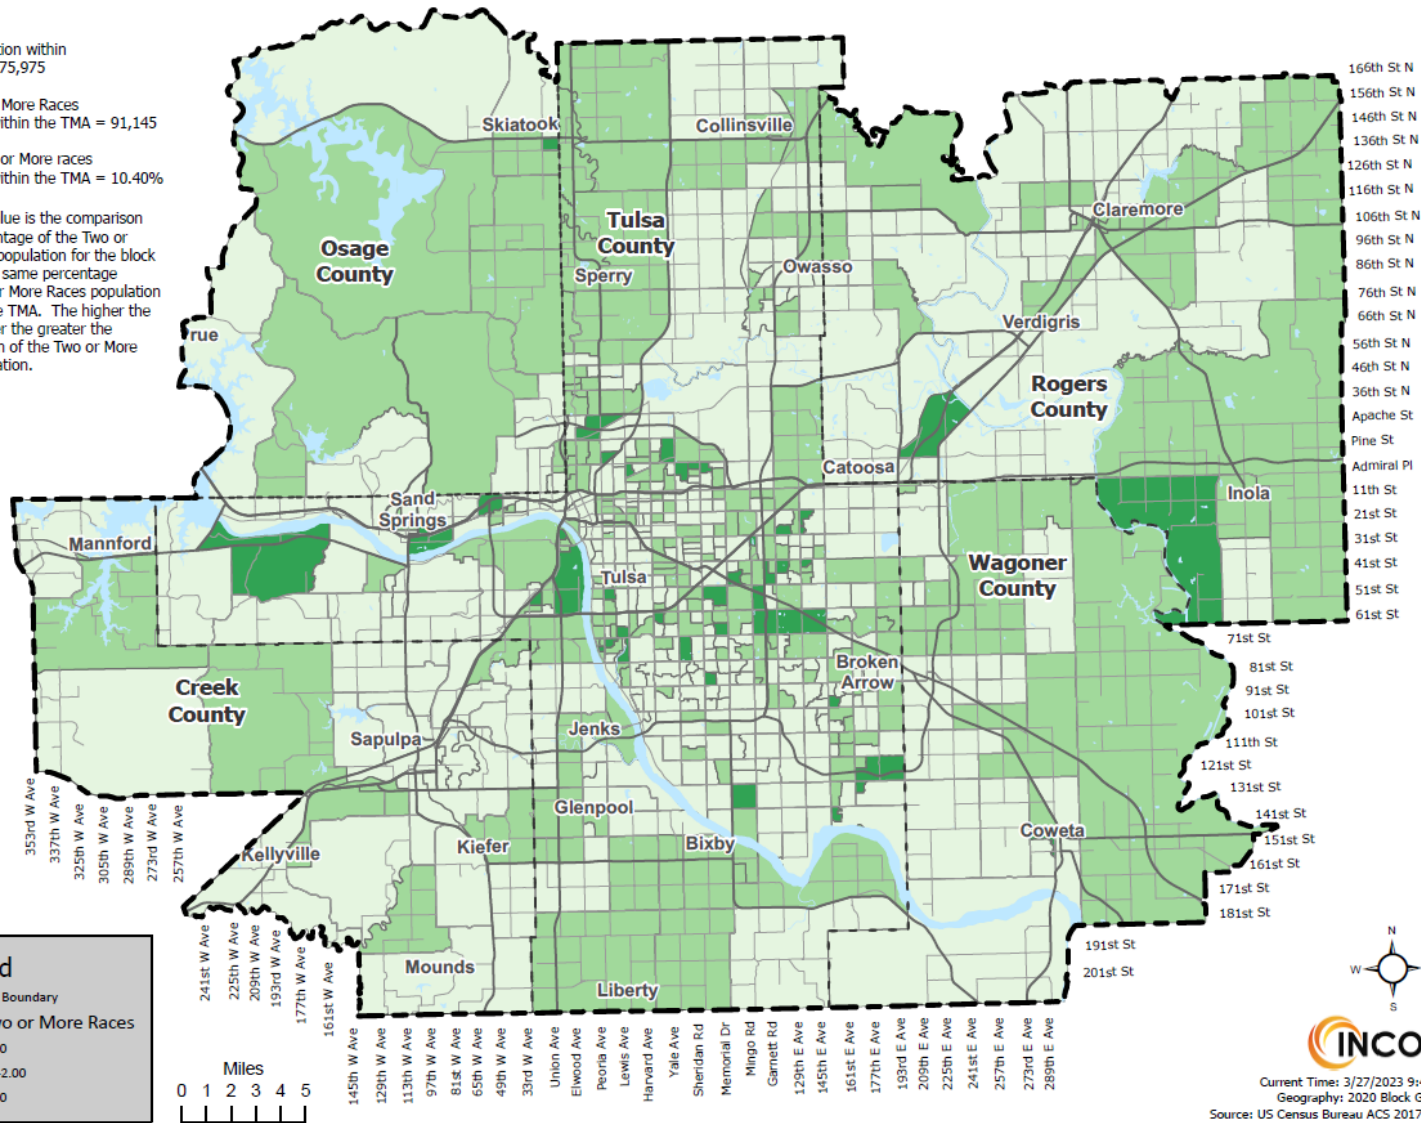 tion within
75,975
More Races
within the TMA = 91,145
or More races
within the TMA = 10.40%
lue is the comparison
ntage of the Two or
population for the block
same percentage
r More Races population
e TMA. The higher the
er the greater the
n of the Two or More
ation.
166th St N
156th St N
146th St N
136th St N
126th St N
116th St N
106th St N
96th St N
86th St N
76th St N
66th St N
56th St N
46th St N
36th St N
Apache St
Pine St
Admiral Pl
11th St
21st St
31st St
41st St
51st St
61st St
71st St
81st St
91st St
101st St
111th St
121st St
131st St
141st St
151st St
161st St
171st St
181st St
191st St
201st St
Skiatook
Collinsville
Claremore
Tulsa
County
Osage
County
Sperry
Owasso
Verdigris
rue
Rogers
County
Catoosa
Inola
Sand
Springs
Mannford
Tulsa
Wagoner
County
Broken
Arrow
Creek
County
Jenks
Sapulpa
Glenpool
Bixby
Coweta
Kiefer
Kellyville
Mounds
Liberty
353rd W Ave
337th W Ave
325th W Ave
305th W Ave
289th W Ave
273rd W Ave
257th W Ave
241st W Ave
225th W Ave
209th W Ave
193rd W Ave
177th W Ave
161st W Ave
145th W Ave
129th W Ave
113th W Ave
97th W Ave
81st W Ave
65th W Ave
49th W Ave
33rd W Ave
Union Ave
Elwood Ave
Peoria Ave
Lewis Ave
Harvard Ave
Yale Ave
Sheridan Rd
Memorial Dr
Mingo Rd
Garnett Rd
129th E Ave
145th E Ave
161st E Ave
177th E Ave
193rd E Ave
209th E Ave
225th E Ave
241st E Ave
257th E Ave
273rd E Ave
289th E Ave
d
Boundary
wo or More Races
0
2.00
0
Miles
0 1 2 3 4 5
N
W
S
INCO
Current Time: 3/27/2023 9:
Geography: 2020 Block G
Source: US Census Bureau ACS 2017